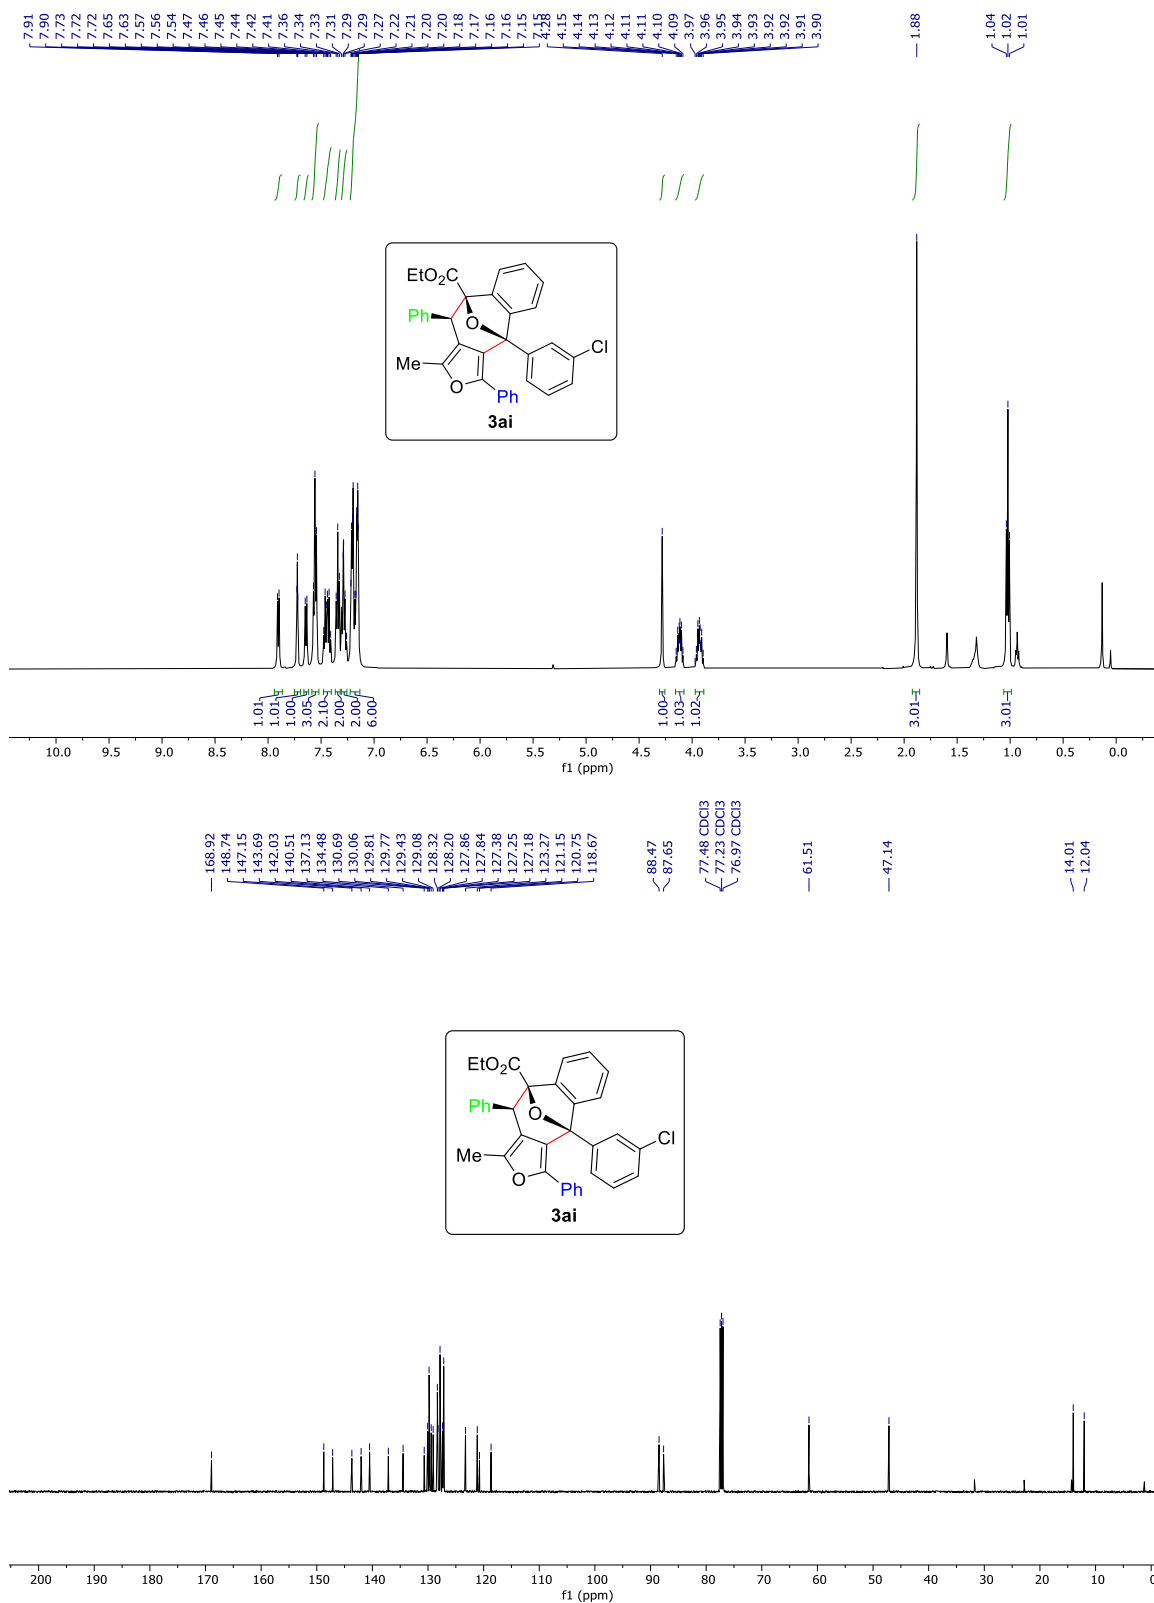 7.91 7.90 7.73 7.72 7.72 7.65 7.63 7.57 7.56 7.54 7.47 7.46 7.45 7.44 7.42 7.41 7.36 7.34 7.33 7.31 7.29 7.29 7.27 7.22 7.21 7.20 7.20 7.18 7.17 7.16 7.16 7.15 7.15 4.28 4.15 4.14 4.13 4.12 4.11 4.11 4.10 4.09 3.97 3.96 3.95 3.94 3.93 3.92 3.92 3.91 3.90 1.88 1.04 1.02 1.01
EtO2C
Ph
O
Cl
Me
O
Ph
3ai
1.01 1.01 1.00 3.05 2.10 2.00 2.00 6.00 1.00 1.03 1.02 3.01 3.01
10.0 9.5 9.0 8.5 8.0 7.5 7.0 6.5 6.0 5.5 5.0 4.5 4.0 3.5 3.0 2.5 2.0 1.5 1.0 0.5 0.0
f1 (ppm)
168.92 148.74 147.15 143.69 142.03 140.51 137.13 134.48 130.69 130.06 129.81 129.77 129.43 129.08 128.32 128.20 127.86 127.84 127.38 127.25 127.18 123.27 121.15 120.75 118.67 88.47 87.65 77.48 CDCl3 77.23 CDCl3 76.97 CDCl3 61.51 47.14 14.01 12.04
EtO2C
Ph
O
Cl
Me
O
Ph
3ai
200 190 180 170 160 150 140 130 120 110 100 90 80 70 60 50 40 30 20 10 0
f1 (ppm)